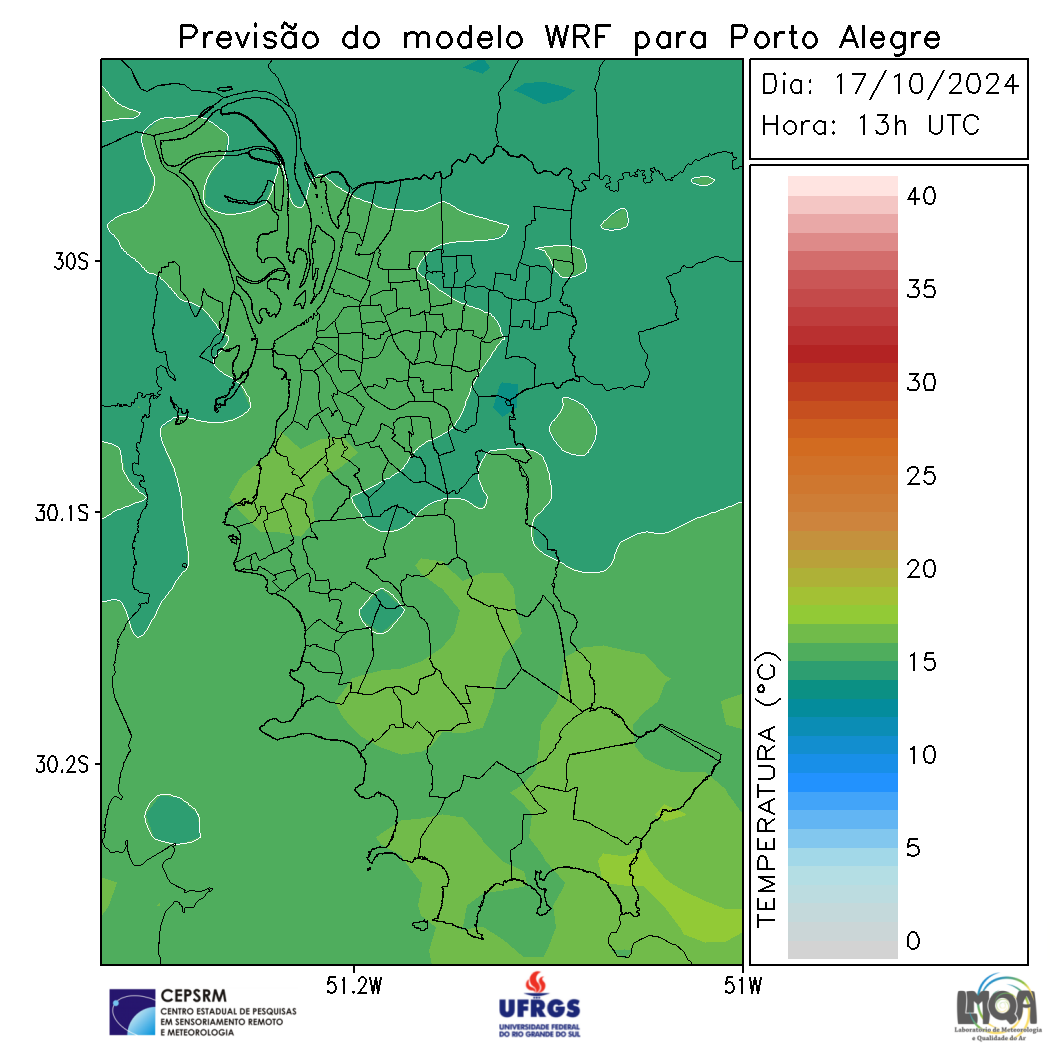 Previsão do modelo WRF para Porto Alegre
Dia: 17/10/2024
Hora: 13h UTC
40
35
30
25
20
15
10
5
0
TEMPERATURA (°C)
30S
30.1S
30.2S
51.2W
51W
CEPSRM
CENTRO ESTADUAL DE PESQUISAS
EM SENSORIAMENTO REMOTO
E METEOROLOGIA
UFRGS
UNIVERSIDADE FEDERAL
DO RIO GRANDE DO SUL
LMQA
Laboratório de Meteorologia
e Qualidade do Ar